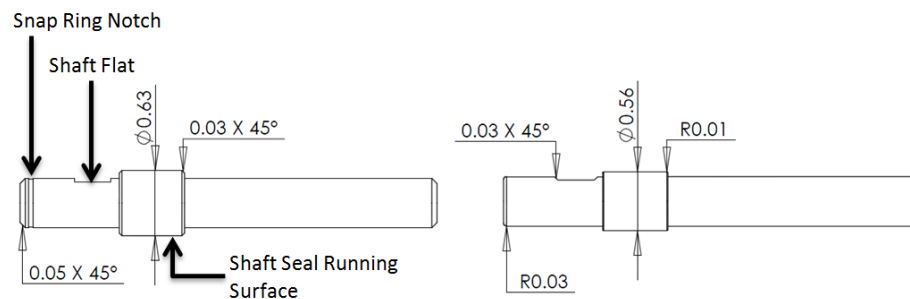 Snap Ring Notch
Shaft Flat
Ø0.63
0.03 X 45°
0.05 X 45°
Shaft Seal Running
Surface
0.03 X 45°
Ø0.56
R0.01
R0.03